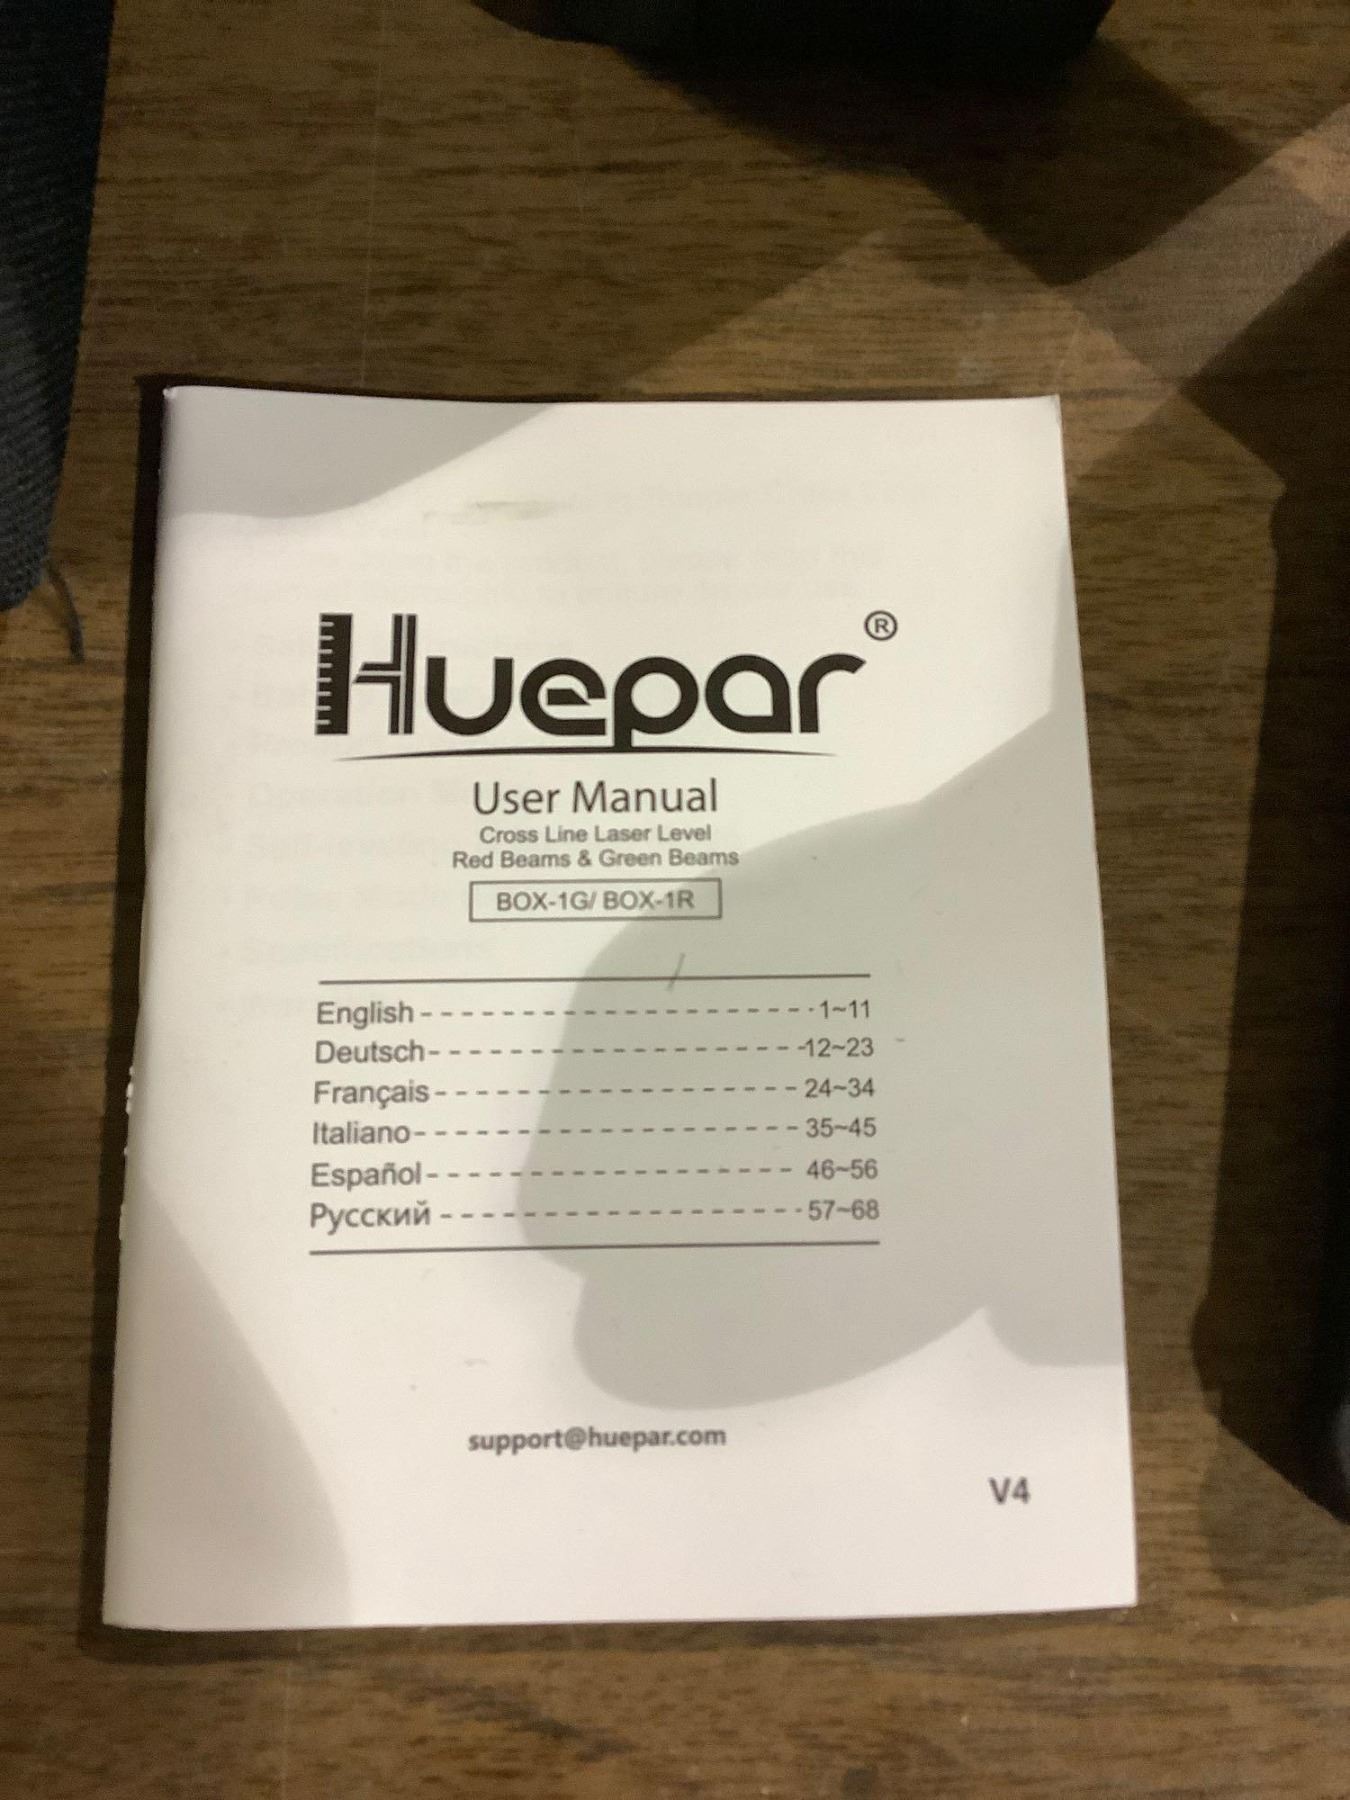 Huepar®
User Manual
Cross Line Laser Level
Red Beams & Green Beams
BOX-1G/ BOX-1R
English - - - - - - - - - - - - - - - - - - - - 1~11
Deutsch - - - - - - - - - - - - - - - - - - - 12~23
Français - - - - - - - - - - - - - - - - - - 24~34
Italiano - - - - - - - - - - - - - - - - - - - 35~45
Español - - - - - - - - - - - - - - - - - - 46~56
Русский - - - - - - - - - - - - - - - - - - 57~68
support@huepar.com
V4